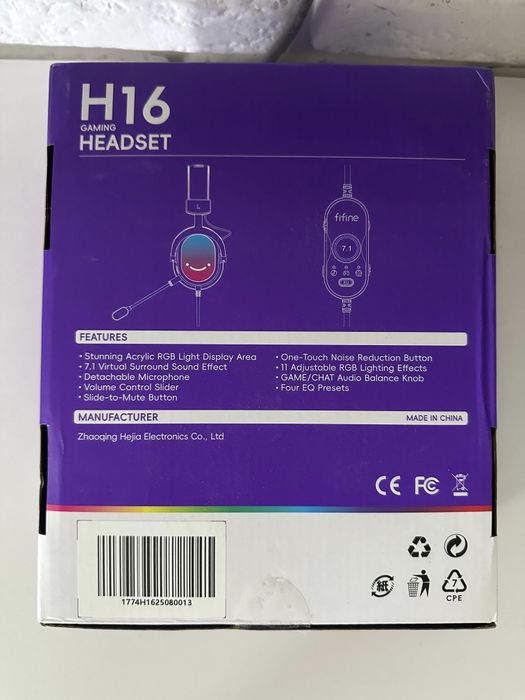 H16
GAMING
HEADSET
L
fifine
7.1
EQ
FEATURES
• Stunning Acrylic RGB Light Display Area
• 7.1 Virtual Surround Sound Effect
• Detachable Microphone
• Volume Control Slider
• Slide-to-Mute Button
• One-Touch Noise Reduction Button
• 11 Adjustable RGB Lighting Effects
• GAME/CHAT Audio Balance Knob
• Four EQ Presets
MANUFACTURER MADE IN CHINA
Zhaoqing Hejia Electronics Co., Ltd
CE FC
紙
7
CPE
1774H1625080013